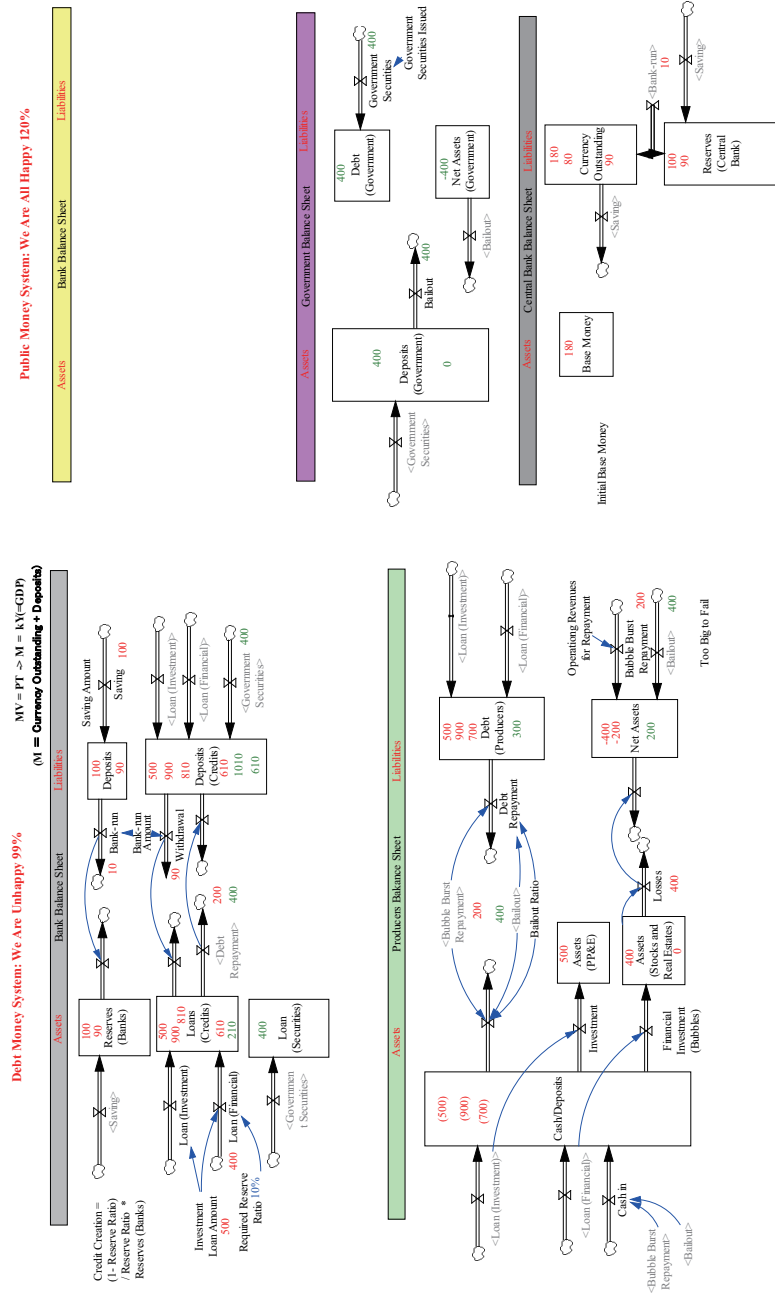 Debt Money System: We Are Unhappy 99%
MV = PT -> M = kY(=GDP)
(M = Currency Outstanding + Deposits)
Assets
Bank Balance Sheet
Liabilities
Credit Creation =
(1- Reserve Ratio)
/ Reserve Ratio *
Reserves (Banks)
<Saving>
100
90
Reserves
(Banks)
10
Bank-run
100
Deposits
90
Saving Amount
Saving
100
Bank-run
Amount
Loan (Investment)
500
900
810
Loans
(Credits)
610
210
90
Withdrawal
500
900
810
Deposits
(Credits)
610
1010
610
<Loan (Investment)>
<Loan (Financial)>
<Government
Securities>
400
Investment
Loan Amount
500
400
Loan (Financial)
Required Reserve
Ratio 10%
<Debt
Repayment>
200
400
<Governmen
t Securities>
400
Loan
(Securities)
Assets
Producers Bakance Sheet
Liabilities
<Loan (Investment)>
<Loan (Financial)>
Cash in
<Bubble Burst
Repayment>
<Bailout>
(500)
(900)
(700)
Cash/Deposits
<Bubble Burst
Repayment>
200
400
<Bailout>
Bailout Ratio
Debt
Repayment
500
900
700
Debt
(Producers)
300
<Loan (Investment)>
<Loan (Financial)>
Investment
500
Assets
(PP&E)
Financial
Investment
(Bubbles)
400
Assets
(Stocks and
Real Estates)
0
Losses
400
-400
-200
Net Assets
200
Operationg Revenues
for Repayment
Bubble Burst
Repayment
200
<Bailout>
400
Too Big to Fail
Public Money System: We Are All Happy 120%
Assets
Bank Balance Sheet
Liabilities
Assets
Government Balance Sheet
Liabilities
<Government
Securities>
400
Deposits
(Government)
0
Bailout
400
400
Debt
(Government)
Government
Securities
400
Government
Securities Issued
<Bailout>
-400
Net Assets
(Government)
Assets
Central Bank Balance Sheet
Liabilities
Initial Base Money
180
Base Money
<Saving>
180
80
Currency
Outstanding
90
<Bank-run>
10
100
90
Reserves
(Central
Bank)
<Saving>